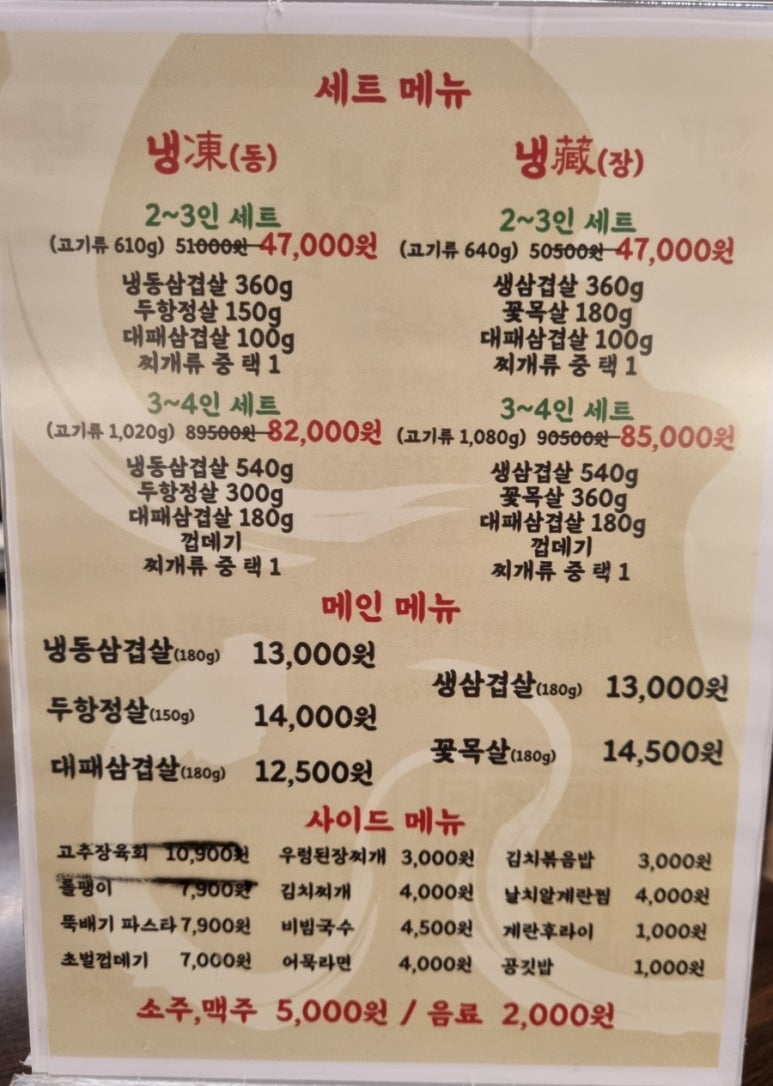 세트 메뉴
냉凍(동)
2~3인 세트
(고기류 610g) 51000원 47,000원
냉동삼겹살 360g
두항정살 150g
대패삼겹살 100g
찌개류 중 택 1
3~4인 세트
(고기류 1,020g) 89500원 82,000원
냉동삼겹살 540g
두항정살 300g
대패삼겹살 180g
껍데기
찌개류 중 택 1
냉藏(장)
2~3인 세트
(고기류 640g) 50500원 47,000원
생삼겹살 360g
꽃목살 180g
대패삼겹살 100g
찌개류 중 택 1
3~4인 세트
(고기류 1,080g) 90500원 85,000원
생삼겹살 540g
꽃목살 360g
대패삼겹살 180g
껍데기
찌개류 중 택 1
메인 메뉴
냉동삼겹살(180g) 13,000원
두항정살(150g) 14,000원
대패삼겹살(180g) 12,500원
생삼겹살(180g) 13,000원
꽃목살(180g) 14,500원
사이드 메뉴
고추장육회 10,900원
돌팽이 7,900원
뚝배기 파스타 7,900원
초벌껍데기 7,000원
우렁된장찌개 3,000원
김치찌개 4,000원
비빔국수 4,500원
어묵라면 4,000원
김치볶음밥 3,000원
날치알계란찜 4,000원
계란후라이 1,000원
공깃밥 1,000원
소주,맥주 5,000원 / 음료 2,000원